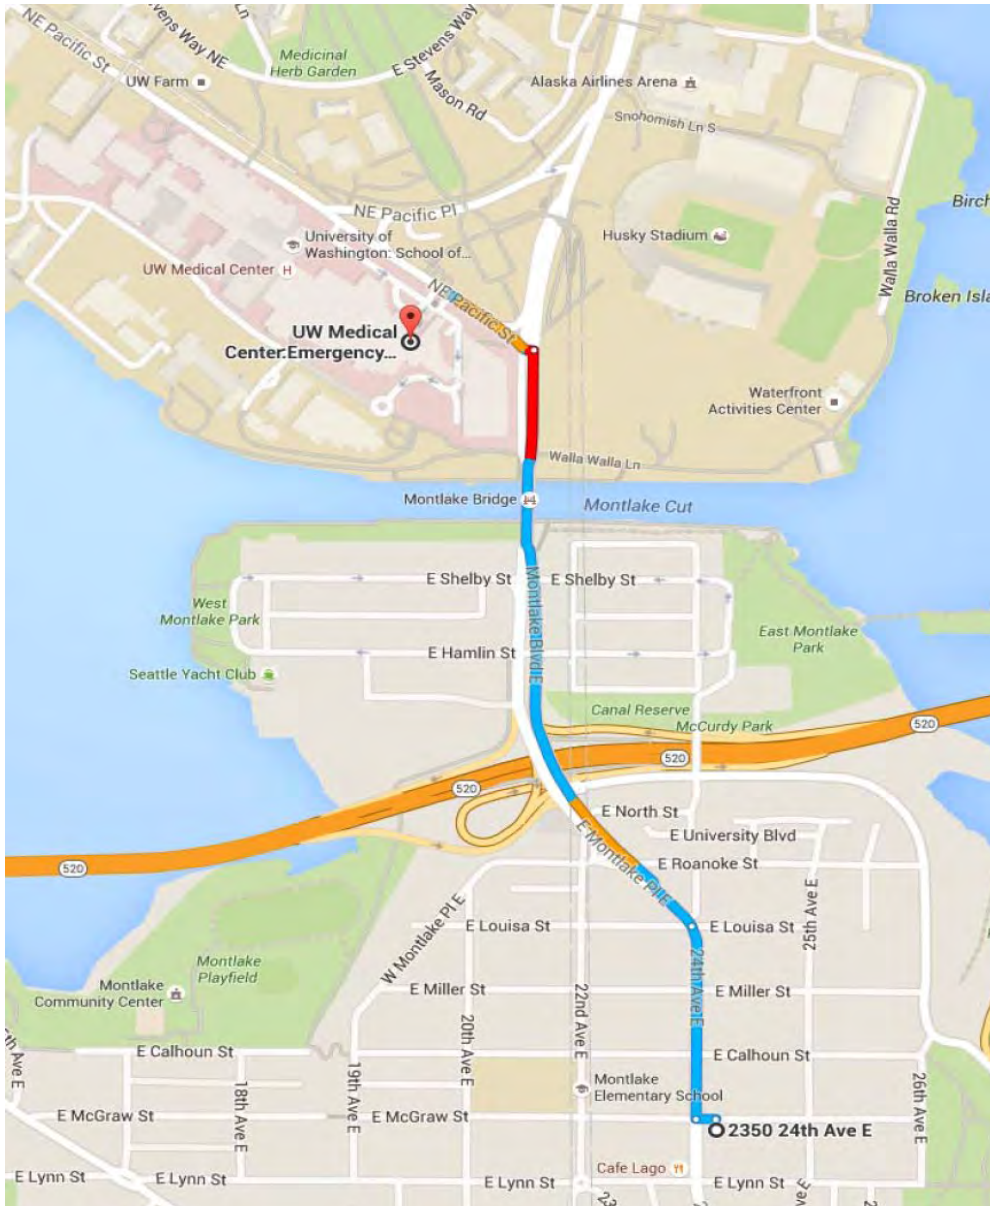 NE Pacific St
evens Way NE
Ln
Medicinal
Herb Garden
E Stevens Way
UW Farm
Mason Rd
Alaska Airlines Arena
Snohomish Ln S
NE Pacific Pl
University of
Washington: School of...
Husky Stadium
Walla Walla Rd
Birch
UW Medical Center
H
NE Pacific St
Broken Isla
UW Medical
Center:Emergency...
Waterfront
Activities Center
Walla Walla Ln
Montlake Bridge
Montlake Cut
E Shelby St
E Shelby St
Montlake Blvd E
West
Montlake Park
East Montlake
Park
E Hamlin St
Seattle Yacht Club
Canal Reserve
McCurdy Park
520
520
520
520
E North St
E University Blvd
E Montlake Pl E
E Roanoke St
W Montlake Pl E
E Louisa St
E Louisa St
25th Ave E
Montlake
Playfield
24th Ave E
Montlake
Community Center
E Miller St
E Miller St
22nd Ave E
20th Ave E
E Calhoun St
E Calhoun St
th Ave E
19th Ave E
18th Ave E
26th Ave E
Montlake
Elementary School
E McGraw St
E McGraw St
2350 24th Ave E
Cafe Lago
E Lynn St
E Lynn St
E Lynn St
E Lynn St
23
ve E